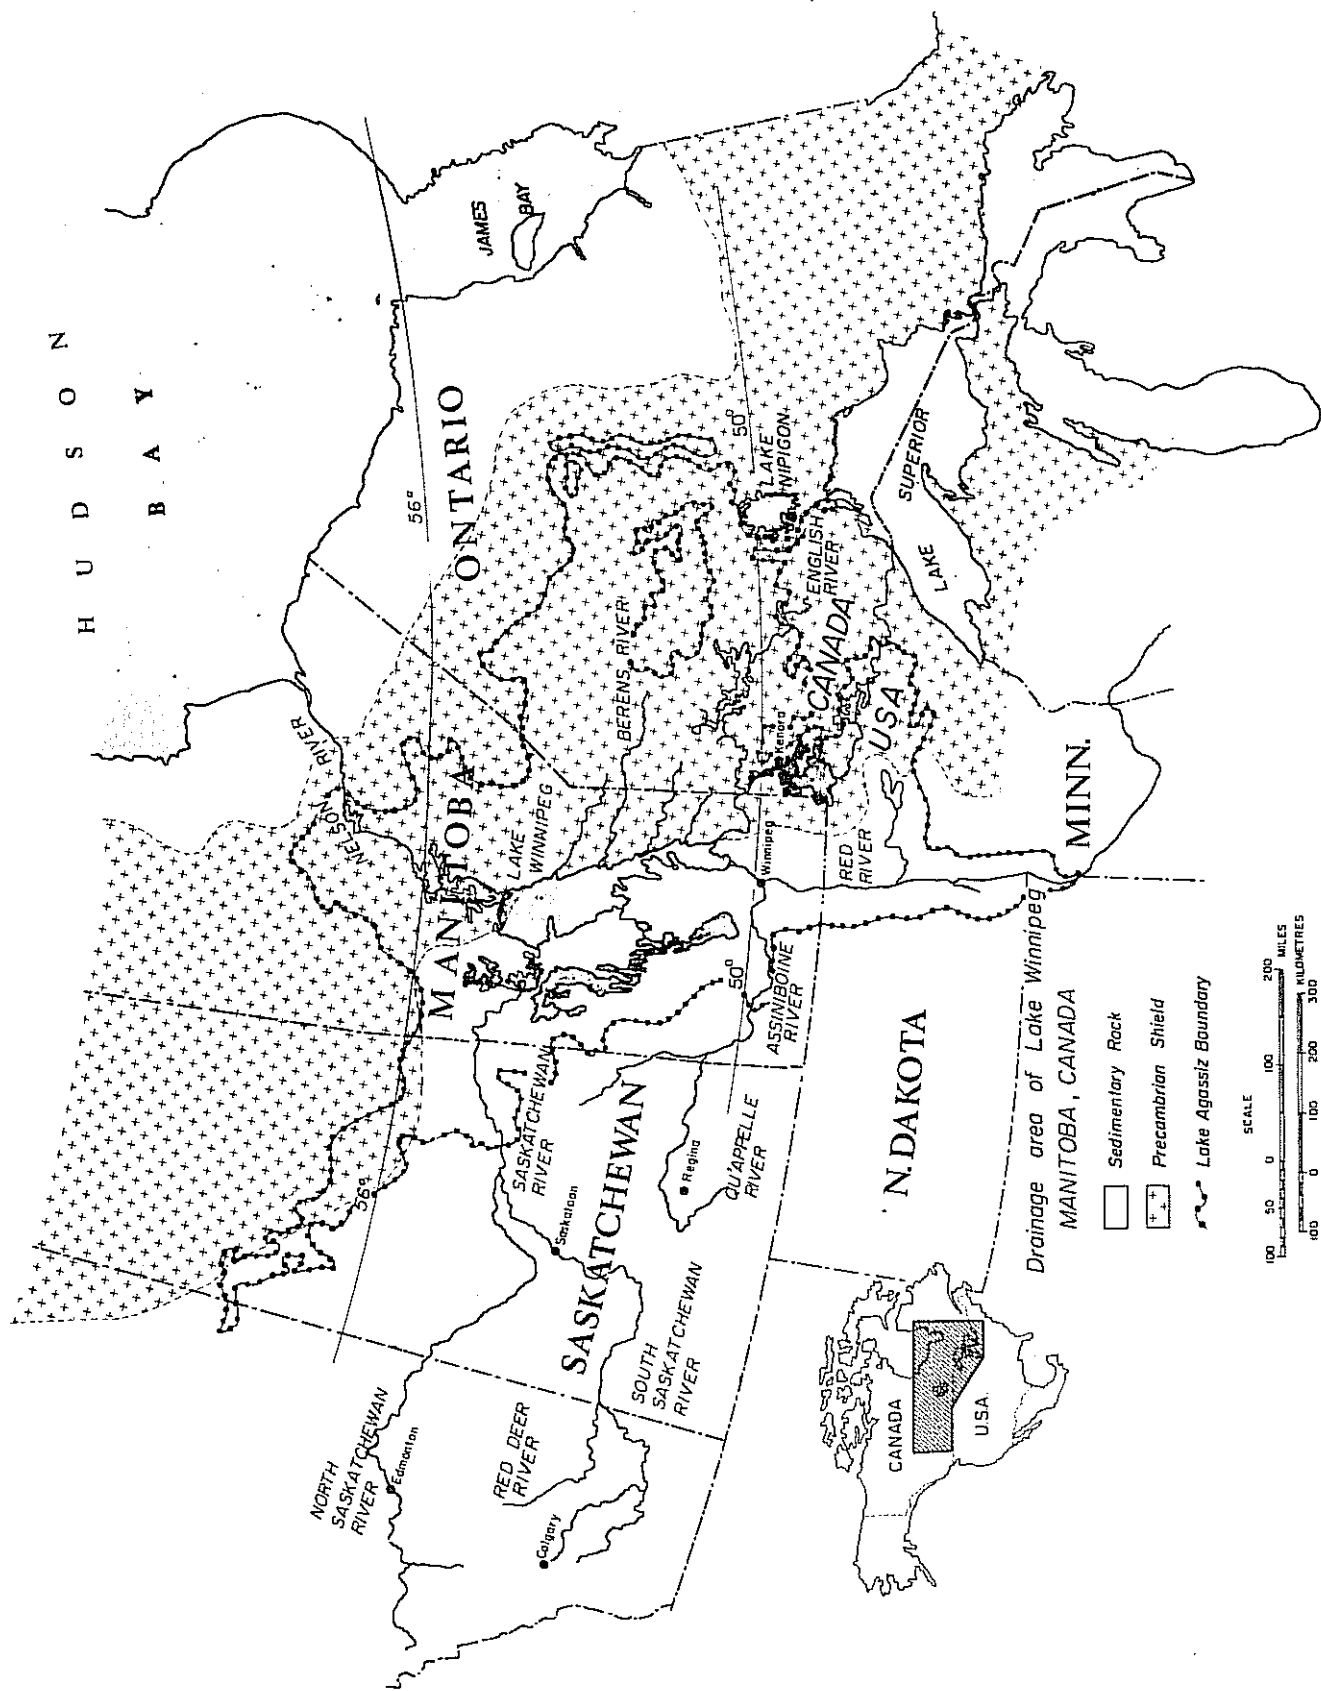 HUDSON
BAY
JAMES
BAY
56°
ONTARIO
NELSON RIVER
MANITOBA
LAKE
WINNIPEG
BERENS RIVER
50°
LAKE
NIPIGON
ENGLISH
RIVER
CANADA
USA
Kenora
LAKE SUPERIOR
Winnipeg
RED
RIVER
MINN.
56°
SASKATCHEWAN
RIVER
50°
ASSINIBOINE
RIVER
Saskatoon
SASKATCHEWAN
Regina
QU'APPELLE
RIVER
N. DAKOTA
NORTH
SASKATCHEWAN
RIVER
Edmonton
RED DEER
RIVER
Calgary
SOUTH
SASKATCHEWAN
RIVER
CANADA
U.S.A.
Drainage area of Lake Winnipeg
MANITOBA, CANADA
Sedimentary Rock
Precambrian Shield
Lake Agassiz Boundary
SCALE
100 50 0 100 200 MILES
100 0 100 200 300 KILOMETRES